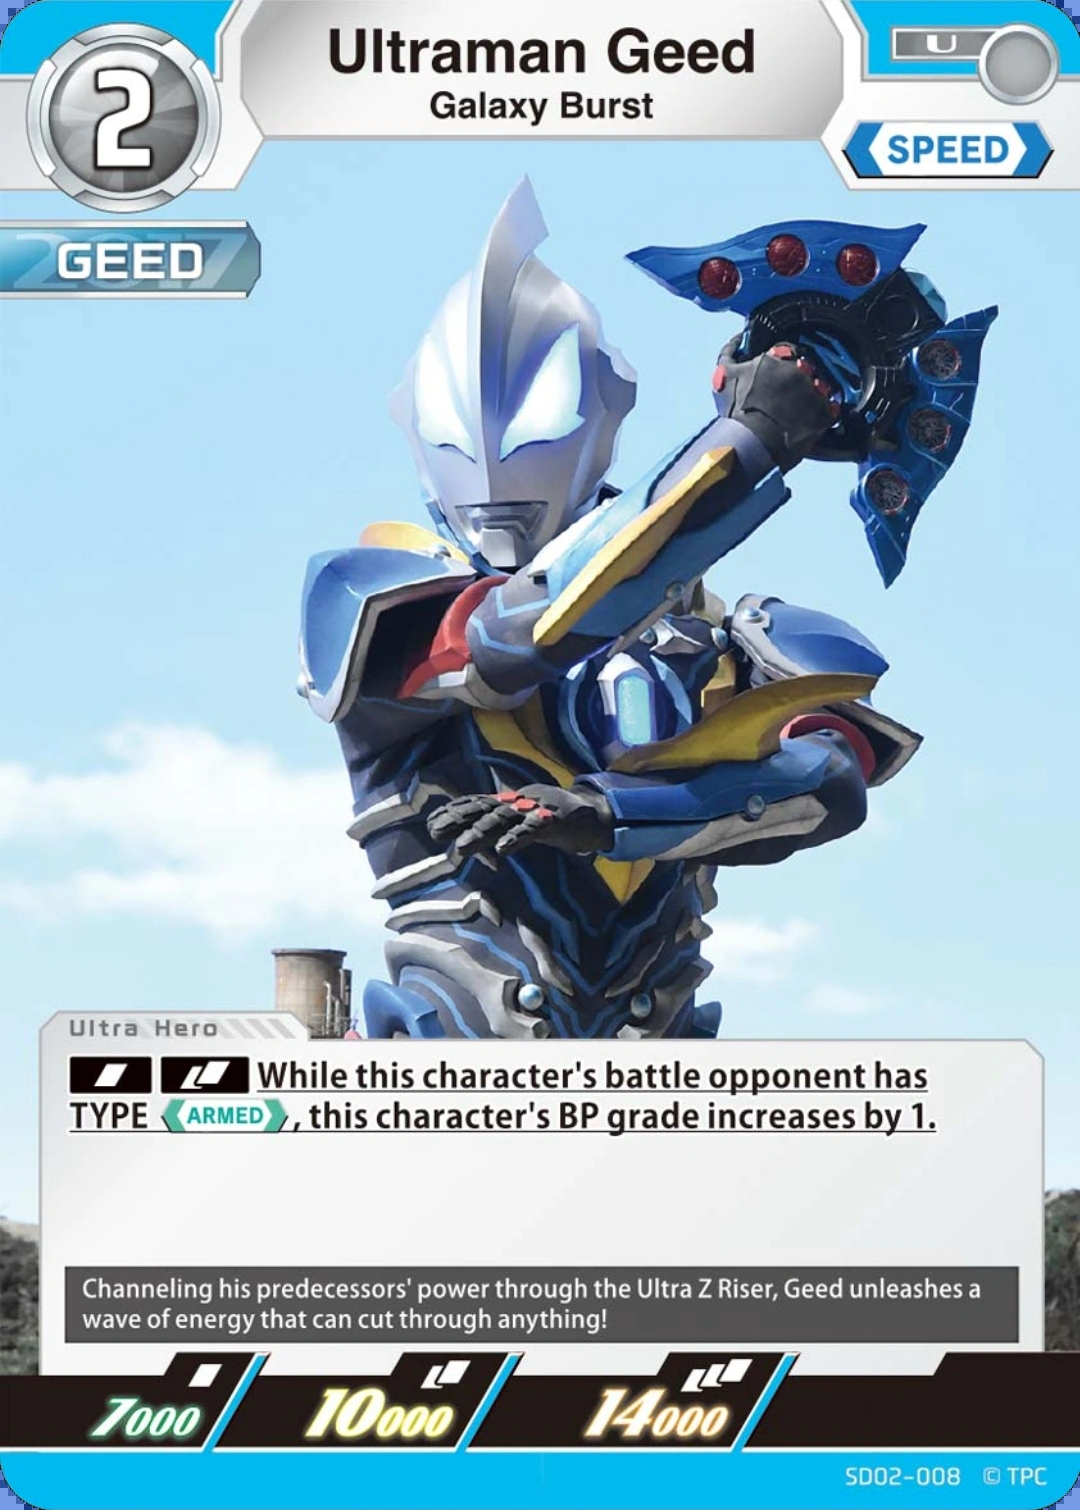 2
Ultraman Geed
Galaxy Burst
U
SPEED
2017
GEED
Ultra Hero
While this character's battle opponent has
TYPE ARMED, this character's BP grade increases by 1.
Channeling his predecessors' power through the Ultra Z Riser, Geed unleashes a
wave of energy that can cut through anything!
7000 10000 14000
SD02-008 © TPC